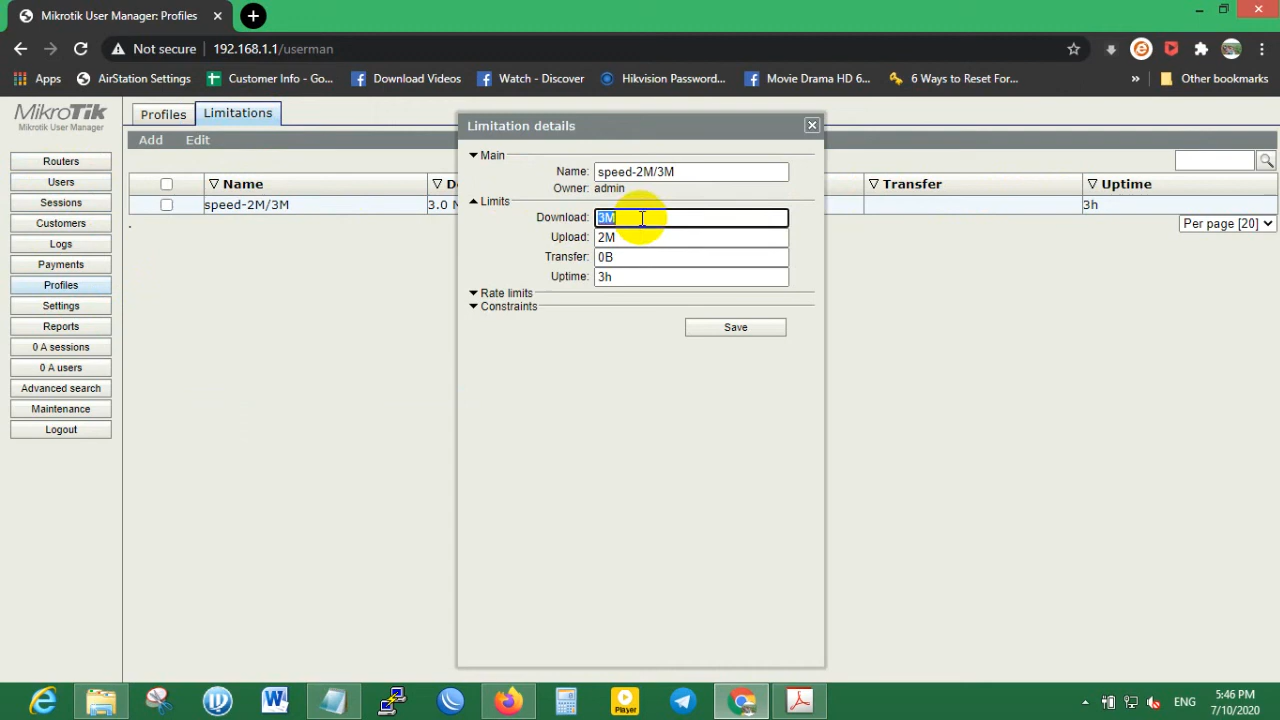 Mikrotik User Manager: Profiles
Not secure 192.168.1.1/userman
Apps AirStation Settings Customer Info - Go... Download Videos Watch - Discover Hikvision Password... Movie Drama HD 6... 6 Ways to Reset For... » Other bookmarks
MikroTik
Mikrotik User Manager
Profiles Limitations
Add Edit
Name D Transfer Uptime
speed-2M/3M 3.0 M 3h
Per page [20]
Routers
Users
Sessions
Customers
Logs
Payments
Profiles
Settings
Reports
0 A sessions
0 A users
Advanced search
Maintenance
Logout
Limitation details
Main
Name: speed-2M/3M
Owner: admin
Limits
Download: 3M
Upload: 2M
Transfer: 0B
Uptime: 3h
Rate limits
Constraints
Save
Player
ENG
5:46 PM
7/10/2020